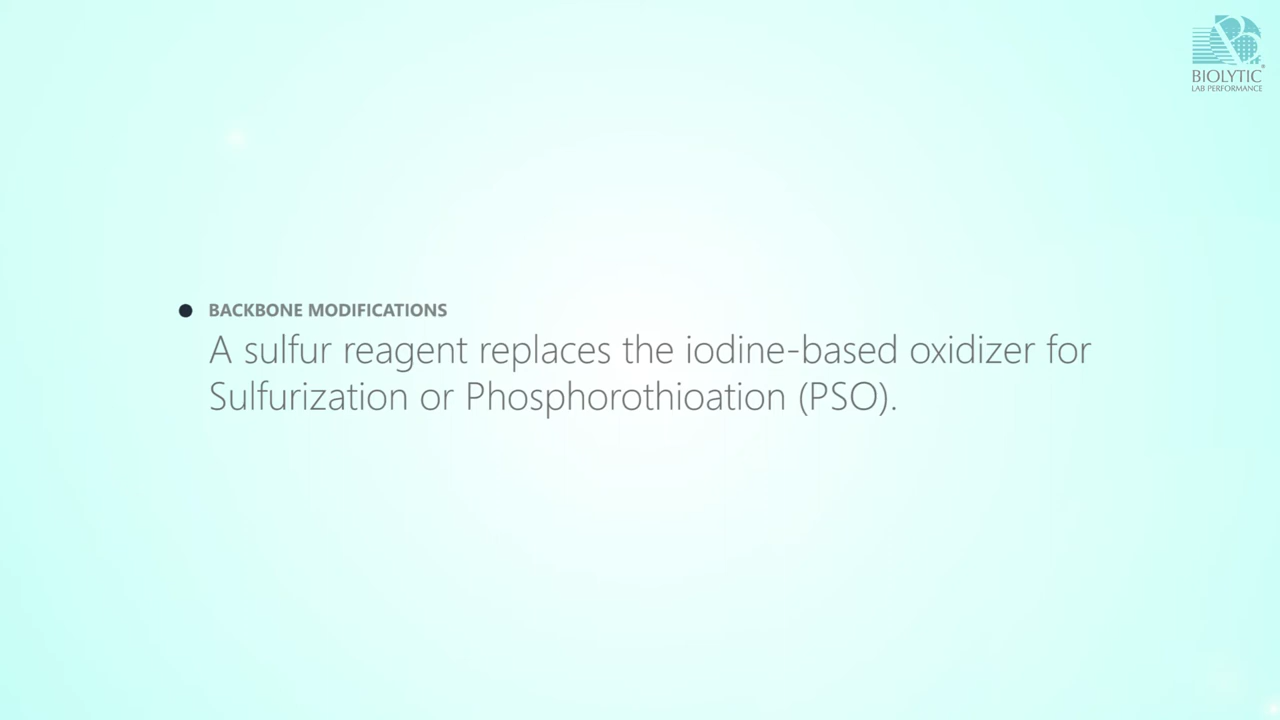 BIOLYTIC®
LAB PERFORMANCE
BACKBONE MODIFICATIONS
A sulfur reagent replaces the iodine-based oxidizer for
Sulfurization or Phosphorothioation (PSO).